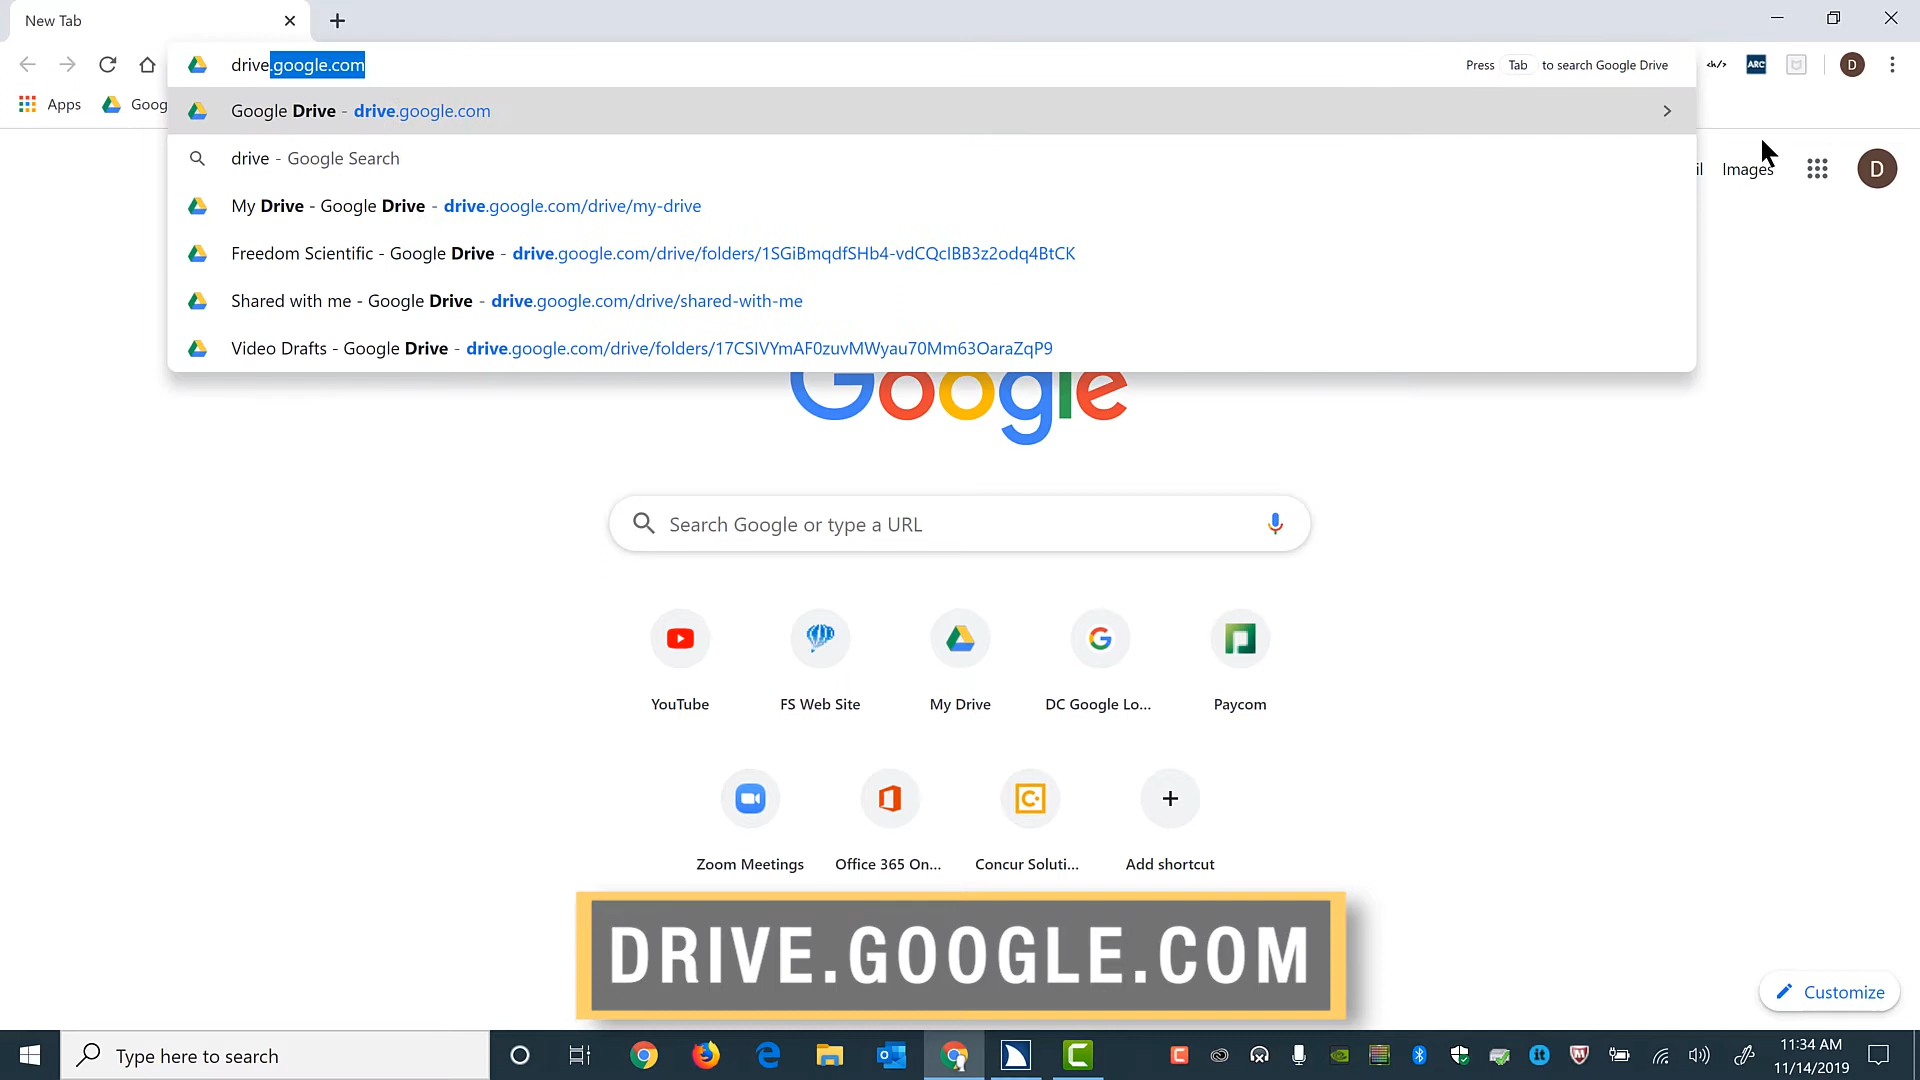 New Tab
drive.google.com
Press Tab to search Google Drive
ARC
D
Apps
Goog
Google Drive - drive.google.com
drive - Google Search
My Drive - Google Drive - drive.google.com/drive/my-drive
Freedom Scientific - Google Drive - drive.google.com/drive/folders/1SGiBmqdfSHb4-vdCQcIBB3z2odq4BtCK
Shared with me - Google Drive - drive.google.com/drive/shared-with-me
Video Drafts - Google Drive - drive.google.com/drive/folders/17CSIVYmAF0zuvMWyau70Mm63OaraZqP9
il Images
D
Google
Search Google or type a URL
YouTube
FS Web Site
My Drive
DC Google Lo...
Paycom
Zoom Meetings
Office 365 On...
Concur Soluti...
Add shortcut
DRIVE.GOOGLE.COM
Customize
Type here to search
11:34 AM
11/14/2019